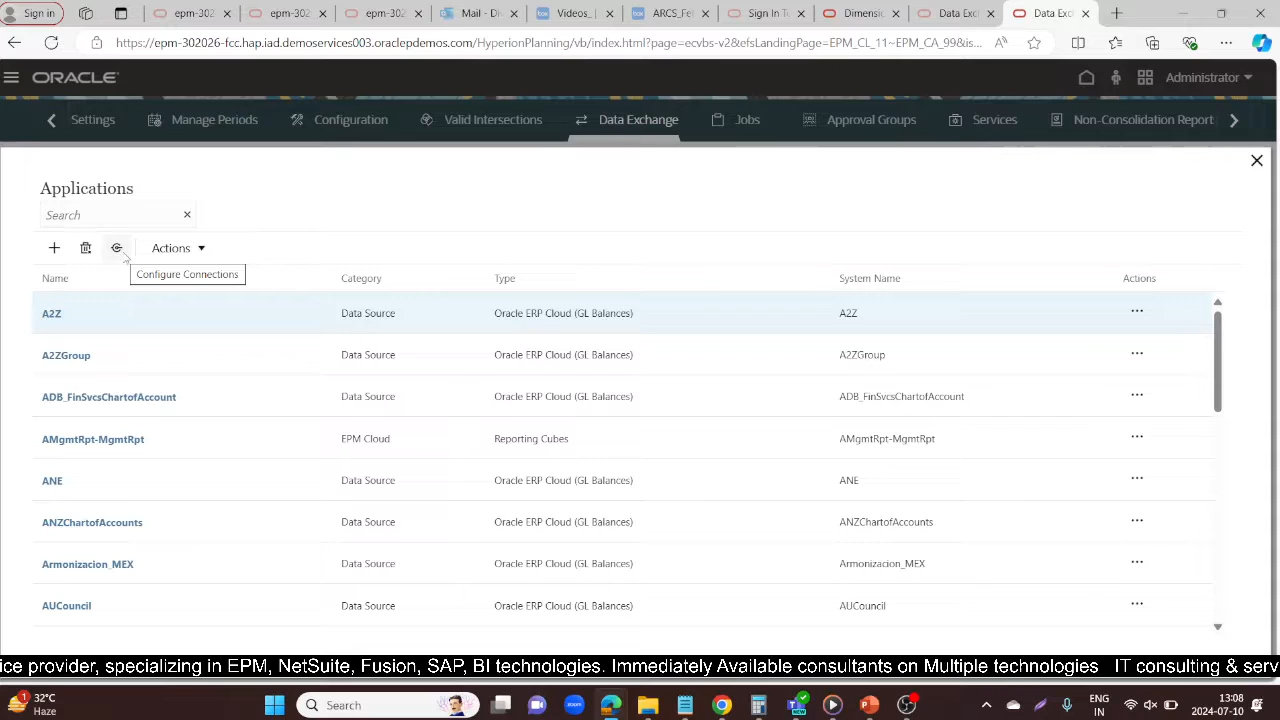 Sign in
epm-302
epm-302
epm-302
Mail - Di
Videos_
ARCS_Fe
Sign In T
Dimensio
Data Exc
Data Exc
https://epm-302026-fcc.hap.iad.demoservices003.oraclepdemos.com/HyperionPlanning/vb/index.html?page=ecvbs-v2&efsLandingPage=EPM_CL_11~EPM_CA_99&is...
ORACLE
Administrator
Settings
Manage Periods
Configuration
Valid Intersections
Data Exchange
Jobs
Approval Groups
Services
Non-Consolidation Report
Applications
Search
Actions
Configure Connections
Name Category Type System Name Actions
A2Z Data Source Oracle ERP Cloud (GL Balances) A2Z
A2ZGroup Data Source Oracle ERP Cloud (GL Balances) A2ZGroup
ADB_FinSvcsChartofAccount Data Source Oracle ERP Cloud (GL Balances) ADB_FinSvcsChartofAccount
AMgmtRpt-MgmtRpt EPM Cloud Reporting Cubes AMgmtRpt-MgmtRpt
ANE Data Source Oracle ERP Cloud (GL Balances) ANE
ANZChartofAccounts Data Source Oracle ERP Cloud (GL Balances) ANZChartofAccounts
Armonizacion_MEX Data Source Oracle ERP Cloud (GL Balances) Armonizacion_MEX
AUCouncil Data Source Oracle ERP Cloud (GL Balances) AUCouncil
ice provider, specializing in EPM, NetSuite, Fusion, SAP, BI technologies. Immediately Available consultants on Multiple technologies IT consulting & serv
1
32°C
Haze
Search
NEW
ENG
IN
13:08
2024-07-10